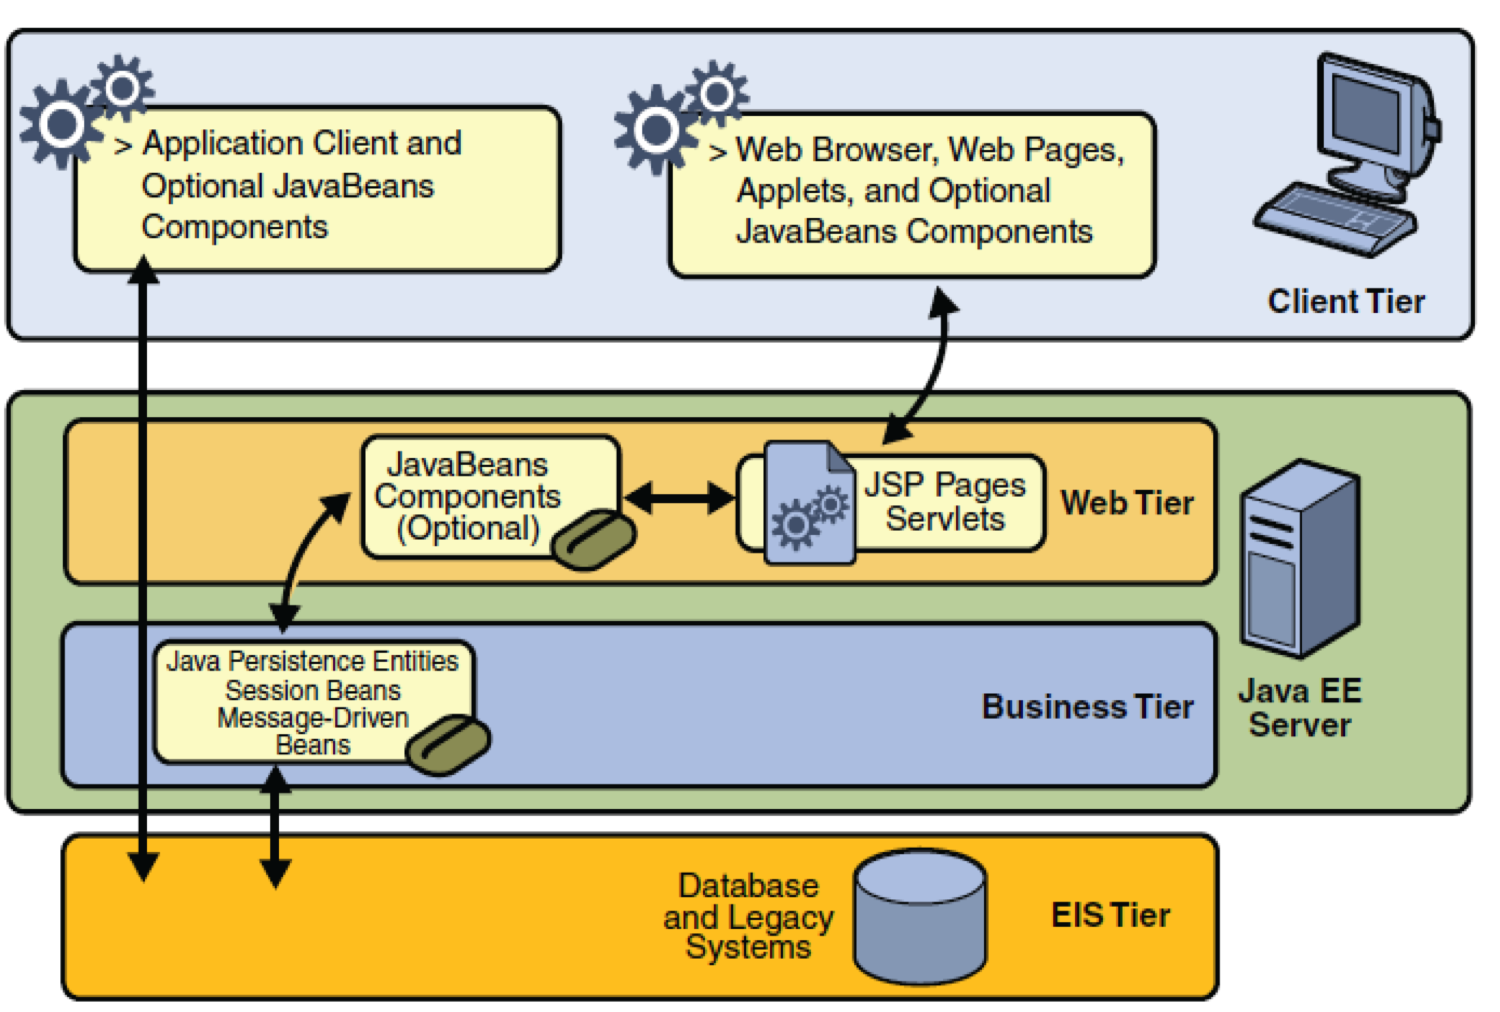 > Application Client and
Optional JavaBeans
Components
> Web Browser, Web Pages,
Applets, and Optional
JavaBeans Components
Client Tier
JavaBeans
Components
(Optional)
JSP Pages
Servlets
Web Tier
Java Persistence Entities
Session Beans
Message-Driven
Beans
Business Tier
Java EE
Server
Database
and Legacy
Systems
EIS Tier